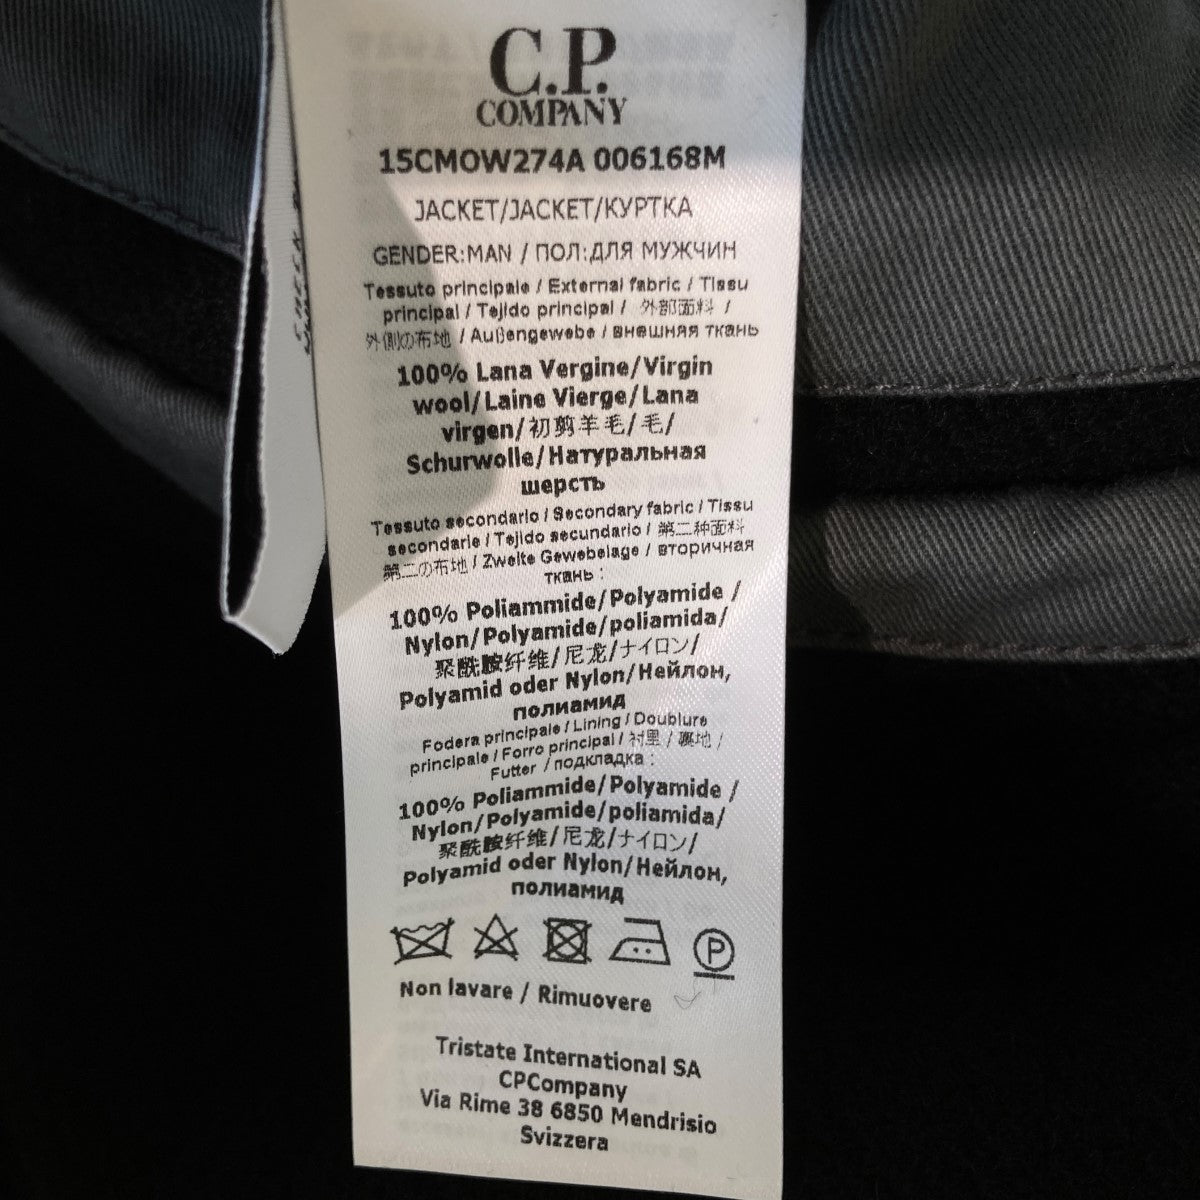 C.P.
COMPANY
15CMOW274A 006168M
JACKET/JACKET/КУРТКА
GENDER:MAN / ПОЛ:ДЛЯ МУЖЧИН
Tessuto principale / External fabric / Tissu
principal / Tejido principal / 外部面料 /
外側の布地 / Außengewebe / внешняя ткань
100% Lana Vergine/Virgin
wool/Laine Vierge/Lana
virgen/初剪羊毛/毛/
Schurwolle/Натуральная
шерсть
Tessuto secondario / Secondary fabric / Tissu
secondarie / Tejido secundario / 第二种面料
第二の布地 / Zweite Gewebelage / вторичная
ткань :
100% Poliammide/Polyamide /
Nylon/Polyamide/poliamida/
聚酰胺纤维/尼龙/ナイロン/
Polyamid oder Nylon/Нейлон,
полиамид
Fodera principale / Lining / Doublure
principale / Forro principal / 衬里 / 裏地 /
Futter / подкладка :
100% Poliammide/Polyamide /
Nylon/Polyamide/poliamida/
聚酰胺纤维/尼龙/ナイロン/
Polyamid oder Nylon/Нейлон,
полиамид
P
Non lavare / Rimuovere
Tristate International SA
CPCompany
Via Rime 38 6850 Mendrisio
Svizzera